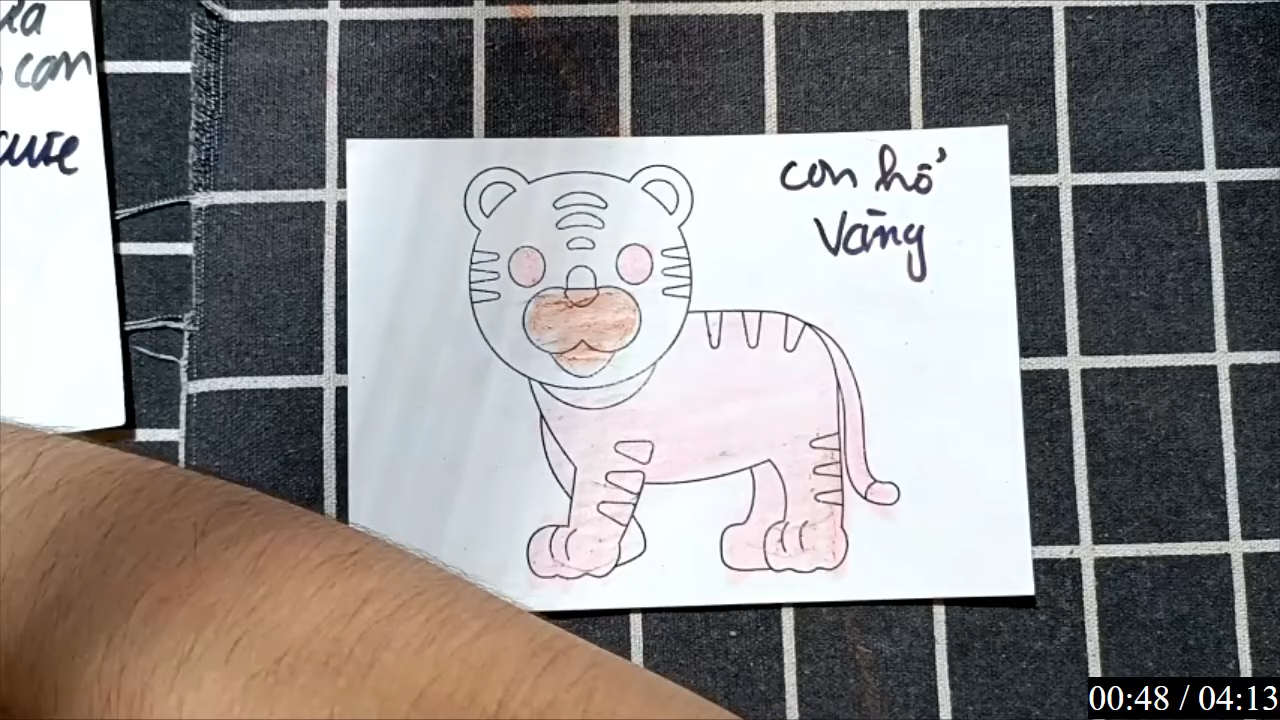 con
cute
con hổ
Vàng
00:48 / 04:13